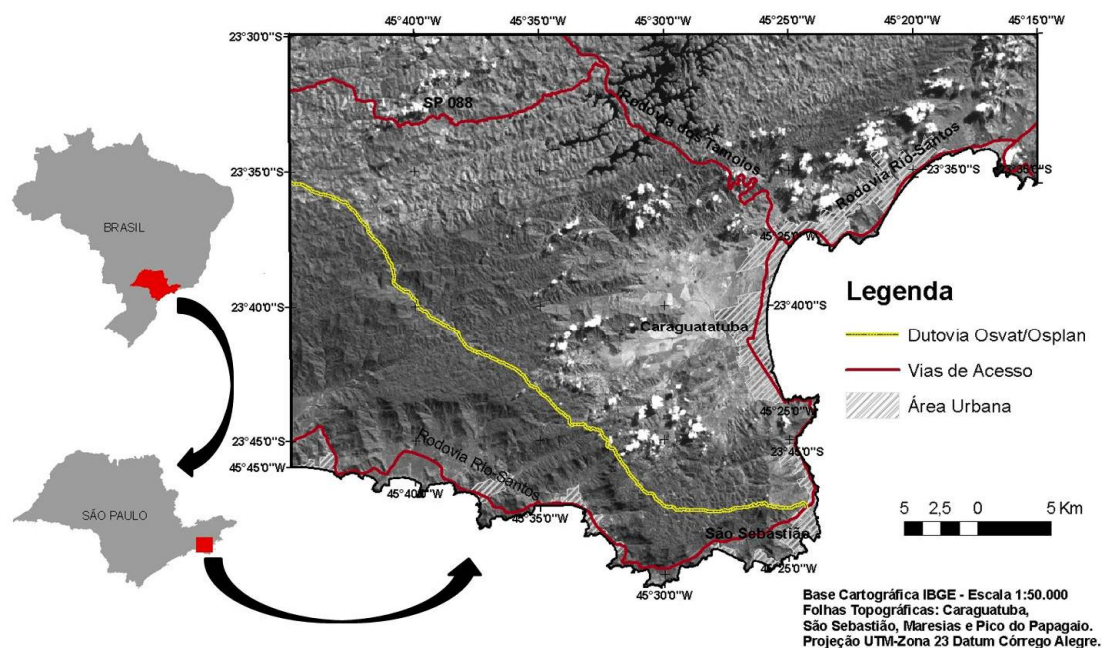 45°40'0"W
45°35'0"W
45°30'0"W
45°25'0"W
45°20'0"W
45°15'0"W
23°30'0"S
SP 088
Rodovia dos Tamoios
Rodovia Rio-Santos
23°35'0"S
23°35'0"S
23°35'0"S
BRASIL
45°25'0"W
23°40'0"S
23°40'0"S
Caraguatatuba
Legenda
Dutovia Osvat/Osplan
Vias de Acesso
Área Urbana
45°25'0"W
23°45'0"S
23°45'0"S
45°45'0"W
Rodovia Rio-Santos
45°40'0"W
45°35'0"W
São Sebastião
45°25'0"W
45°30'0"W
SÃO PAULO
5 2,5 0 5 Km
Base Cartográfica IBGE - Escala 1:50.000
Folhas Topográficas: Caraguatuba,
São Sebastião, Maresias e Pico do Papagaio.
Projeção UTM-Zona 23 Datum Córrego Alegre.